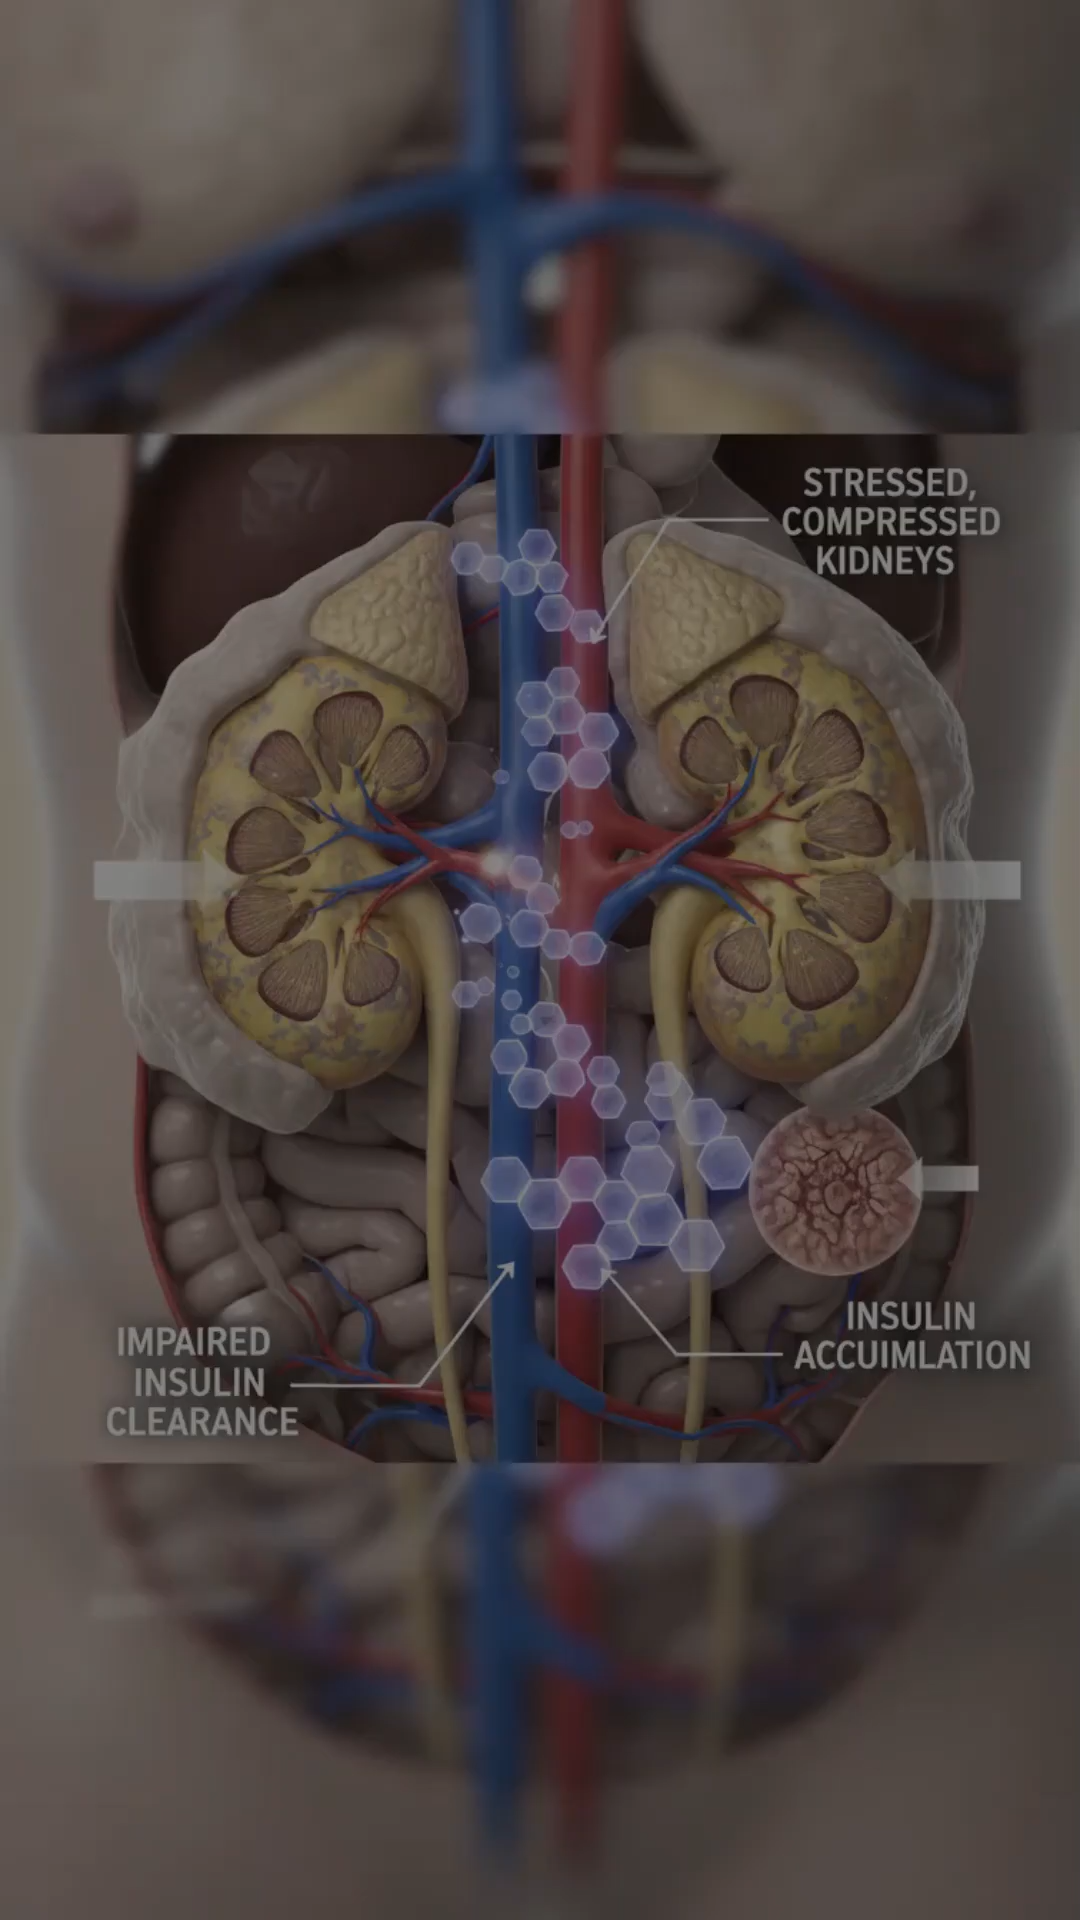 STRESSED,
COMPRESSED
KIDNEYS
IMPAIRED
INSULIN
CLEARANCE
INSULIN
ACCUIMLATION